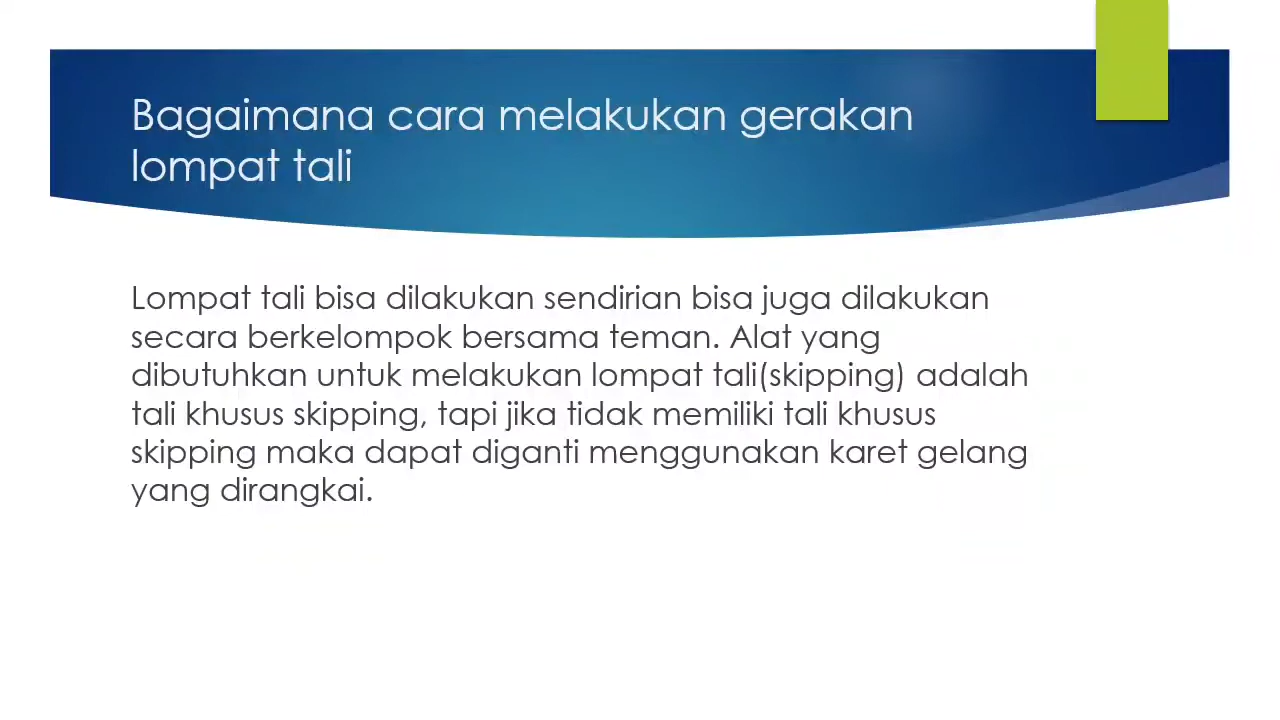 Bagaimana cara melakukan gerakan
lompat tali
Lompat tali bisa dilakukan sendirian bisa juga dilakukan
secara berkelompok bersama teman. Alat yang
dibutuhkan untuk melakukan lompat tali(skipping) adalah
tali khusus skipping, tapi jika tidak memiliki tali khusus
skipping maka dapat diganti menggunakan karet gelang
yang dirangkai.